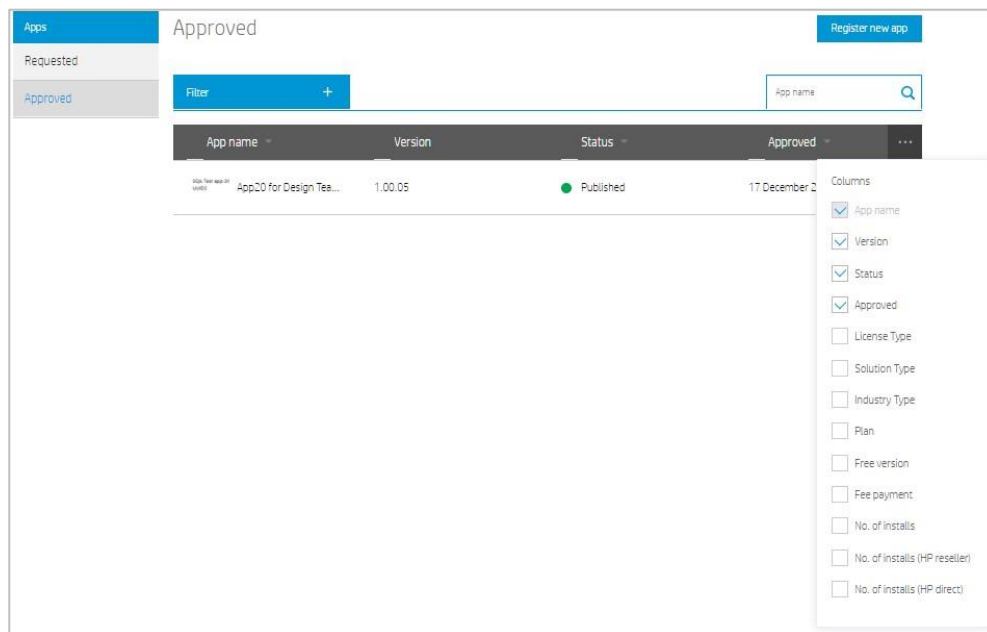 Apps
Approved
Register new app
Requested
Approved
Filter +
App name
App name Version Status Approved ...
App20 for Design Tea... 1.00.05 Published 17 December 2
Columns
App name
Version
Status
Approved
License Type
Solution Type
Industry Type
Plan
Free version
Fee payment
No. of installs
No. of installs (HP reseller)
No. of installs (HP direct)